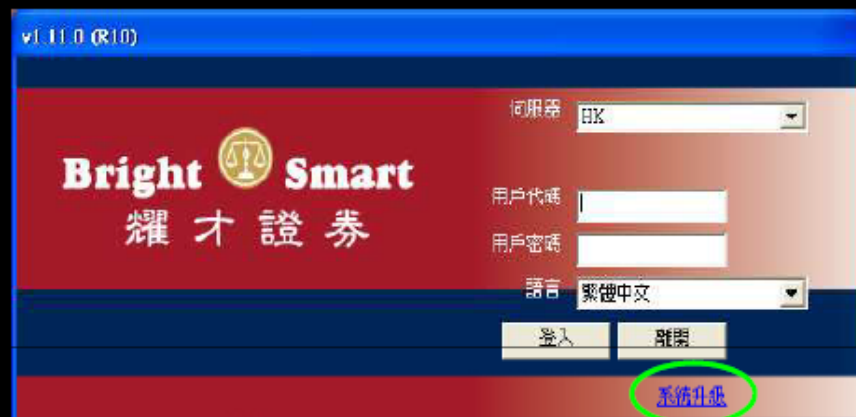 v1.11.0 (R10)
伺服器 HK
Bright Smart
耀才證券
用戶代碼
用戶密碼
語言 繁體中文
登入 離開
系統升級